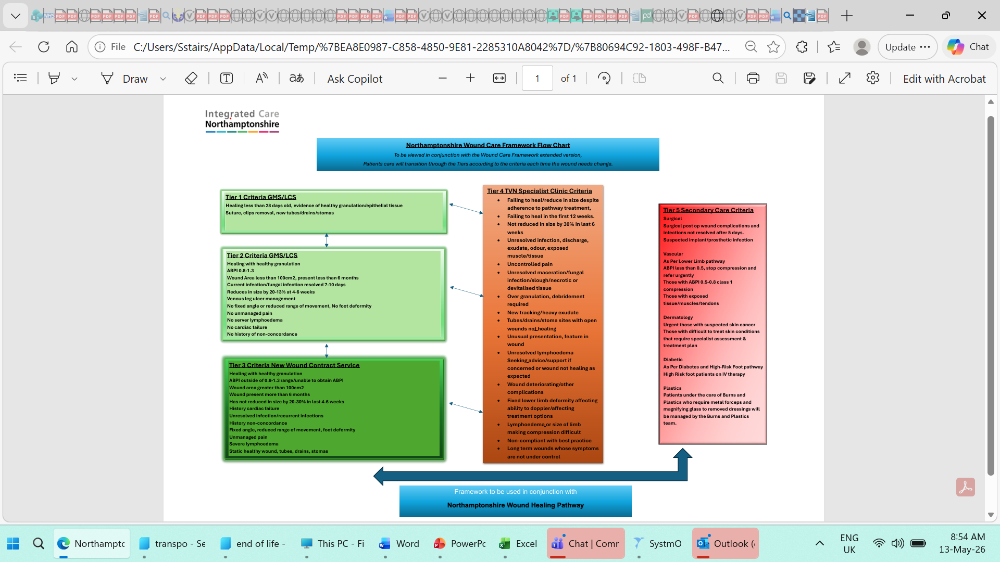 File
C:/Users/Sstairs/AppData/Local/Temp/%7BEA8E0987-C858-4850-9E81-2285310A8042%7D/%7B80694C92-1803-498F-B47...
Update
Chat
Draw
Ask Copilot
1
of 1
Edit with Acrobat
Integrated Care
Northamptonshire
Northamptonshire Wound Care Framework Flow Chart
To be viewed in conjunction with the Wound Care Framework extended version,
Patients care will transition through the Tiers according to the criteria each time the wound needs change.
Tier 1 Criteria GMS/LCS
Healing less than 28 days old, evidence of healthy granulation/epithelial tissue
Suture, clips removal, new tubes/drains/stomas
Tier 2 Criteria GMS/LCS
Healing with healthy granulation
ABPI 0.8-1.3
Wound Area less than 100cm2, present less than 6 months
Current infection/fungal infection resolved 7-10 days
Reduces in size by 20-13% at 4-6 weeks
Venous leg ulcer management
No fixed angle or reduced range of movement, No foot deformity
No unmanaged pain
No server lymphoedema
No cardiac failure
No history of non-concordance
Tier 3 Criteria New Wound Contract Service
Healing with healthy granulation
ABPI outside of 0.8-1.3 range/unable to obtain ABPI
Wound area greater than 100cm2
Wound present more than 6 months
Has not reduced in size by 20-30% in last 4-6 weeks
History cardiac failure
Unresolved infection/recurrent infections
History non-concordance
Fixed angle, reduced range of movement, foot deformity
Unmanaged pain
Severe lymphoedema
Static healthy wound, tubes, drains, stomas
Tier 4 TVN Specialist Clinic Criteria
• Failing to heal/reduce in size despite
adherence to pathway treatment,
• Failing to heal in the first 12 weeks.
• Not reduced in size by 30% in last 6
weeks
• Unresolved infection, discharge,
exudate, odour, exposed
muscle/tissue
• Uncontrolled pain
• Unresolved maceration/fungal
infection/slough/necrotic or
devitalised tissue
• Over granulation, debridement
required
• New tracking/heavy exudate
• Tubes/drains/stoma sites with open
wounds not healing
• Unusual presentation, feature in
wound
• Unresolved lymphoedema
Seeking advice/support if
concerned or wound not healing as
expected
• Wound deteriorating/other
complications
• Fixed lower limb deformity affecting
ability to doppler/affecting
treatment options
• Lymphoedema or size of limb
making compression difficult
• Non-compliant with best practice
• Long term wounds whose symptoms
are not under control
Tier 5 Secondary Care Criteria
Surgical
Surgical post op wound complications and
infections not resolved after 5 days.
Suspected implant/prosthetic infection
Vascular
As Per Lower Limb pathway
ABPI less than 0.5, stop compression and
refer urgently
Those with ABPI 0.5-0.8 class 1
compression
Those with exposed
tissue/muscles/tendons
Dermatology
Urgent those with suspected skin cancer
Those with difficult to treat skin conditions
that require specialist assessment &
treatment plan
Diabetic
As Per Diabetes and High-Risk Foot pathway
High Risk foot patients on IV therapy
Plastics
Patients under the care of Burns and
Plastics who require metal forceps and
magnifying glass to removed dressings will
be managed by the Burns and Plastics
team.
Framework to be used in conjunction with
Northamptonshire Wound Healing Pathway
Northamptc
transpo - Se
end of life -
This PC - Fi
Word
PowerPc
Excel
Chat | Comr
SystmO
Outlook (
ENG
UK
8:54 AM
13-May-26